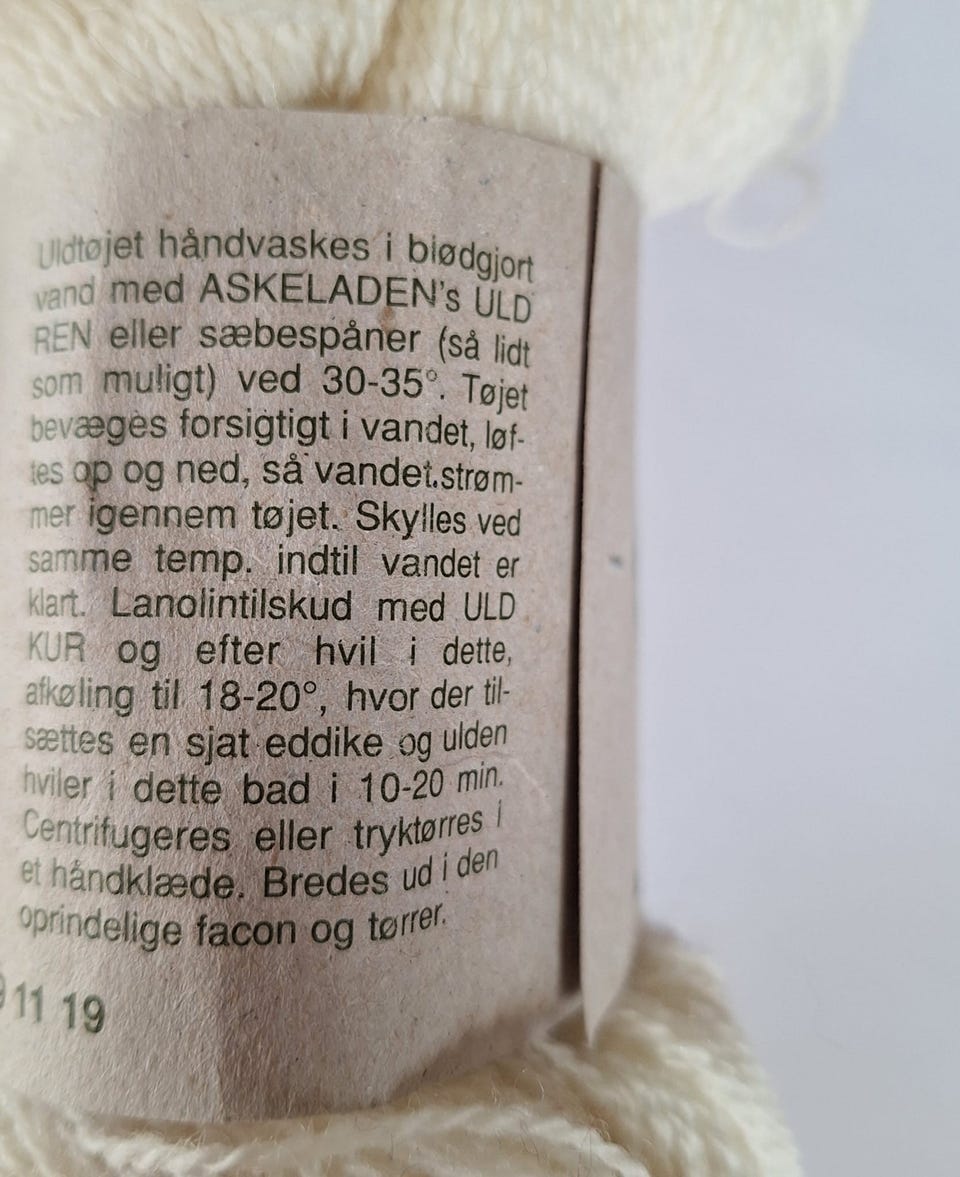 Uldtøjet håndvaskes i blødgjort
vand med ASKELADEN's ULD
REN eller sæbespåner (så lidt
som muligt) ved 30-35°. Tøjet
bevæges forsigtigt i vandet, løf-
tes op og ned, så vandet strøm-
mer igennem tøjet. Skylles ved
samme temp. indtil vandet er
klart. Lanolintilskud med ULD
KUR og efter hvil i dette,
afkøling til 18-20°, hvor der til-
sættes en sjat eddike og ulden
hviler i dette bad i 10-20 min.
Centrifugeres eller tryktørres i
et håndklæde. Bredes ud i den
oprindelige facon og tørrer.
11 19